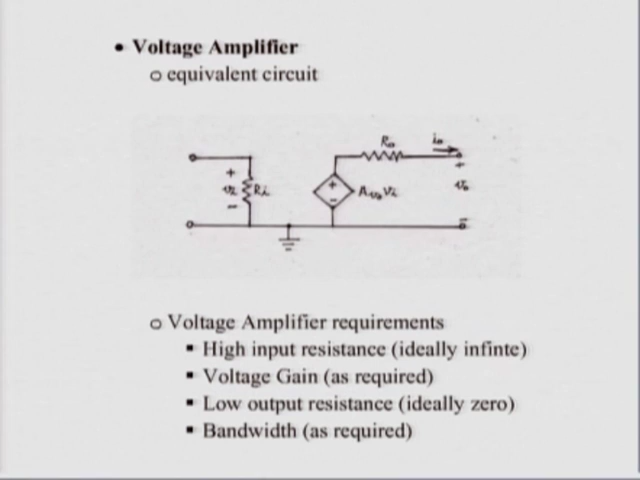 • Voltage Amplifier
o equivalent circuit
Ro io
+ +
vi Ri + Avo vi vo
- - -
o Voltage Amplifier requirements
▪ High input resistance (ideally infinte)
▪ Voltage Gain (as required)
▪ Low output resistance (ideally zero)
▪ Bandwidth (as required)